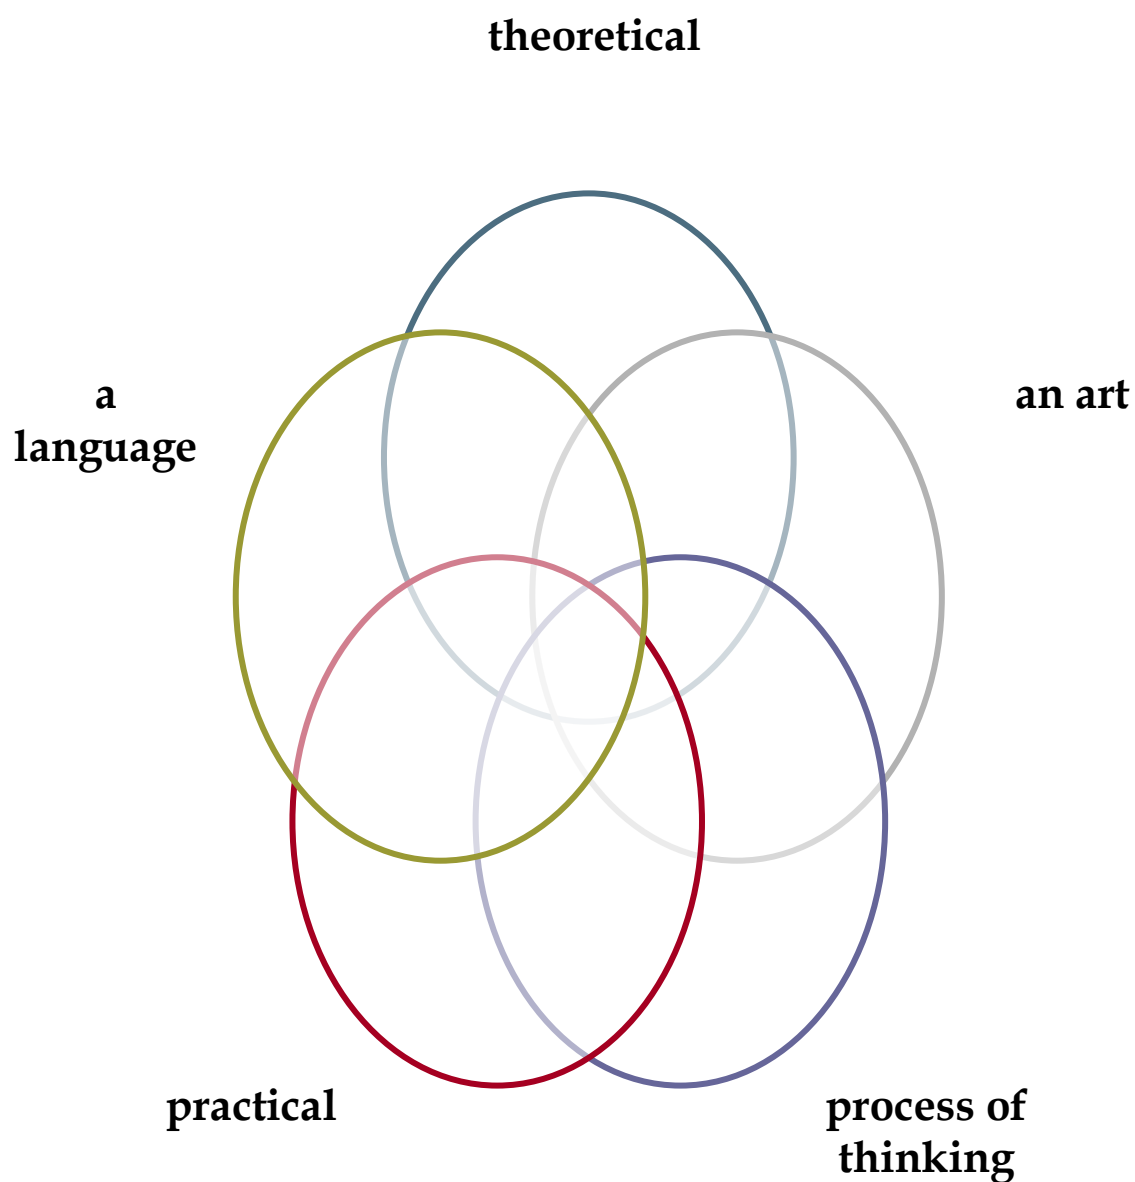 theoretical
a
language
an art
practical
process of
thinking